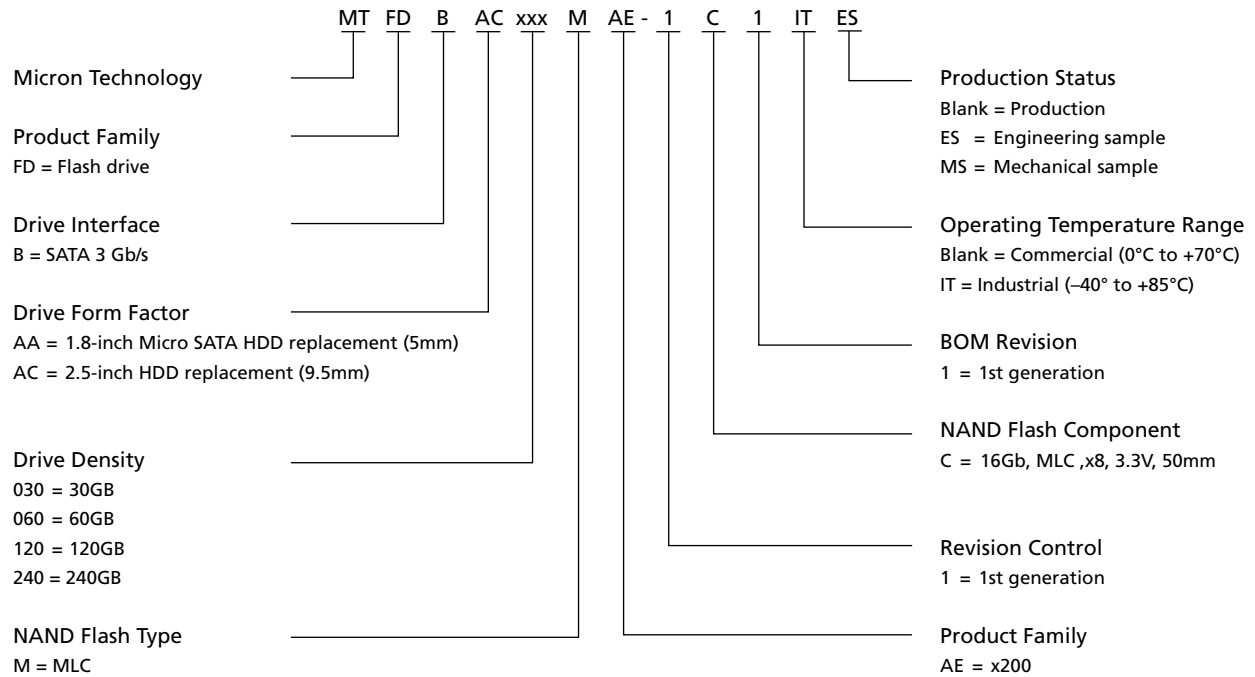 MT FD B AC xxx M AE - 1 C 1 IT ES
Micron Technology
Product Family
FD = Flash drive
Drive Interface
B = SATA 3 Gb/s
Drive Form Factor
AA = 1.8-inch Micro SATA HDD replacement (5mm)
AC = 2.5-inch HDD replacement (9.5mm)
Drive Density
030 = 30GB
060 = 60GB
120 = 120GB
240 = 240GB
NAND Flash Type
M = MLC
Production Status
Blank = Production
ES = Engineering sample
MS = Mechanical sample
Operating Temperature Range
Blank = Commercial (0°C to +70°C)
IT = Industrial (–40° to +85°C)
BOM Revision
1 = 1st generation
NAND Flash Component
C = 16Gb, MLC ,x8, 3.3V, 50mm
Revision Control
1 = 1st generation
Product Family
AE = x200